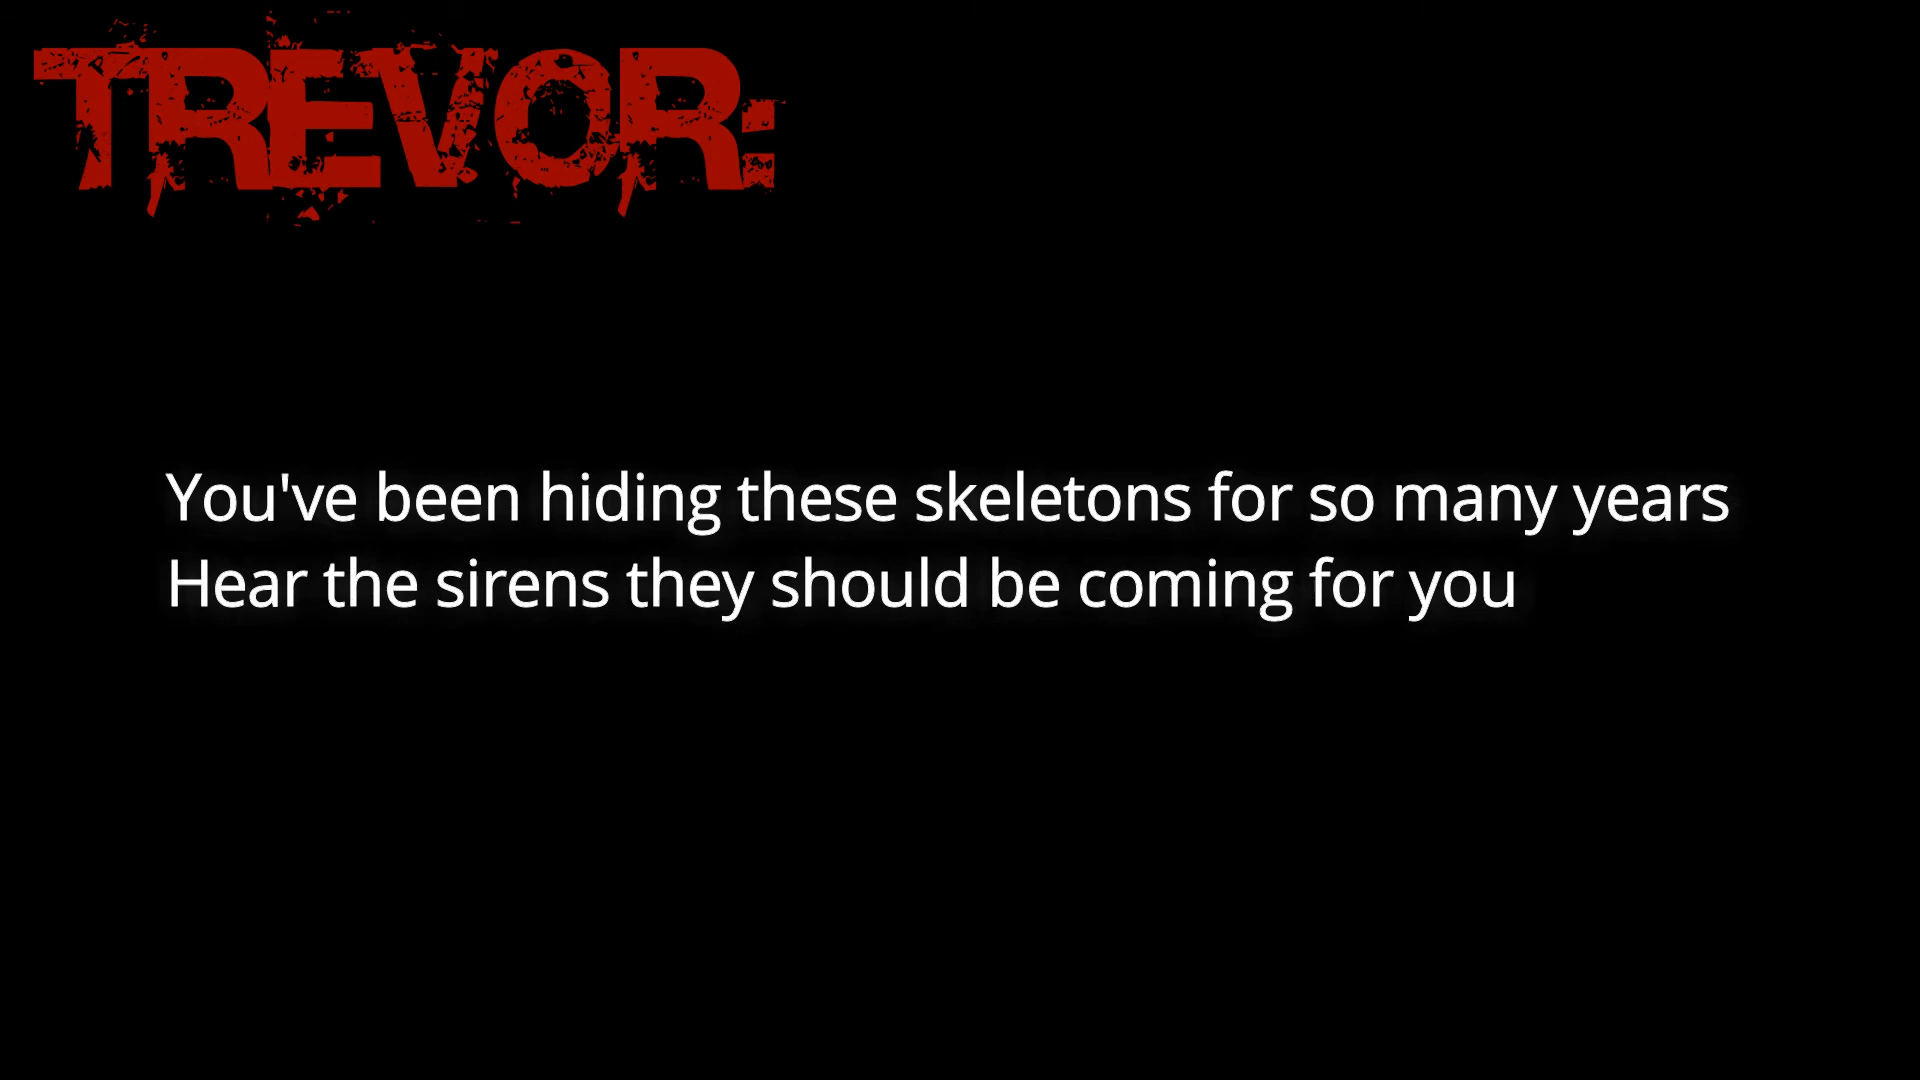 TREVOR:
You've been hiding these skeletons for so many years
Hear the sirens they should be coming for you